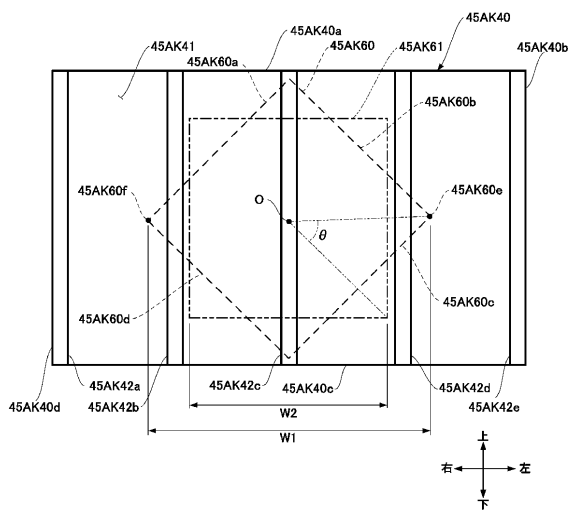 45AK40a
45AK40
45AK41
45AK60
45AK61
45AK40b
45AK60a
45AK60b
45AK60f
O
45AK60e
θ
45AK60d
45AK60c
45AK42a
45AK42c
45AK40c
45AK42d
45AK40d
45AK42b
45AK42e
W2
W1
上
右
左
下